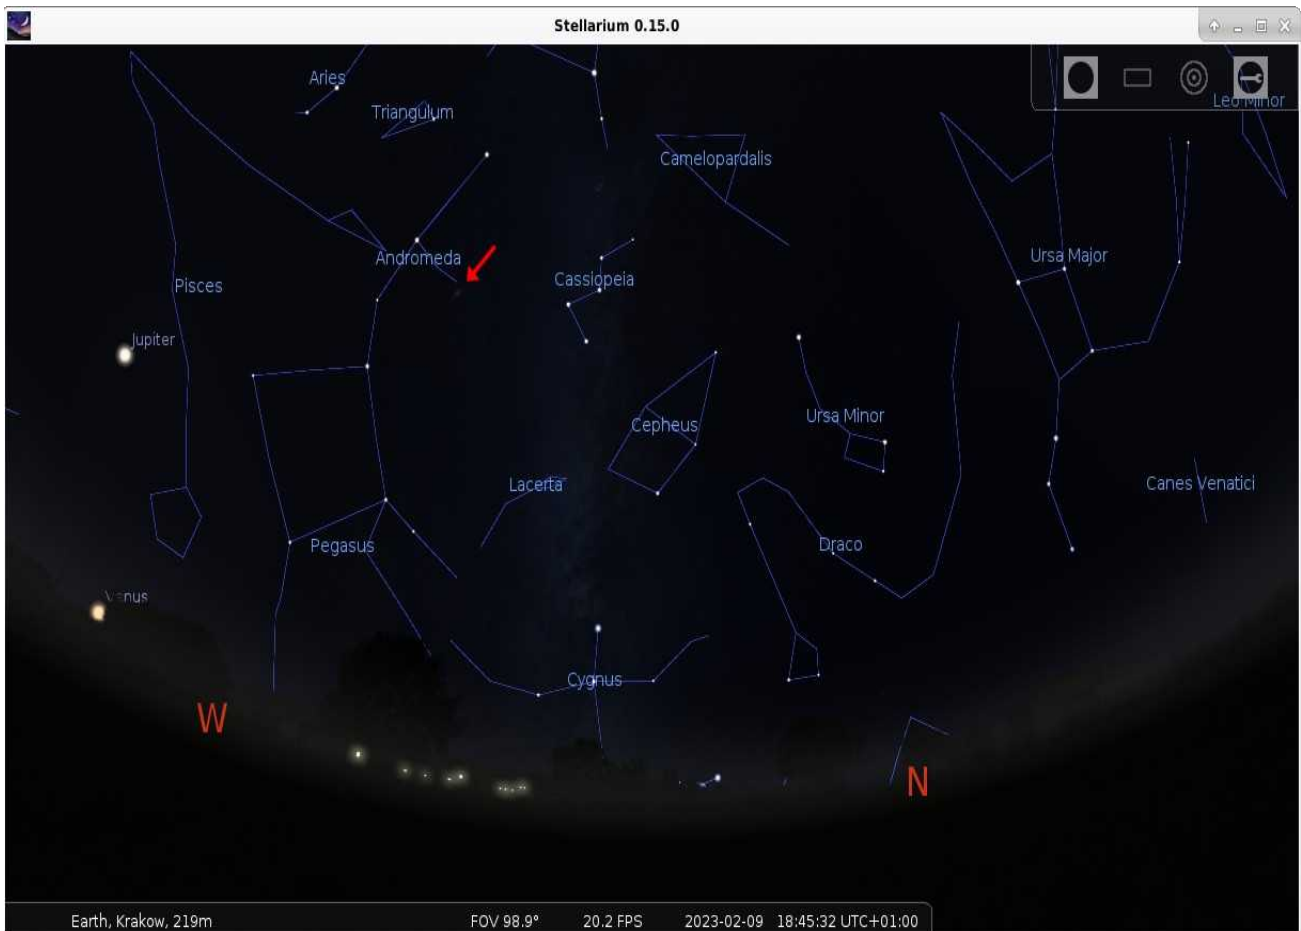 Stellarium 0.15.0
Aries
Triangulum
Leo Minor
Camelopardalis
Andromeda
Ursa Major
Cassiopeia
Pisces
Jupiter
Ursa Minor
Cepheus
Lacerta
Canes Venatici
Pegasus
Draco
Venus
Cygnus
W
N
Earth, Krakow, 219m FOV 98.9° 20.2 FPS 2023-02-09 18:45:32 UTC+01:00